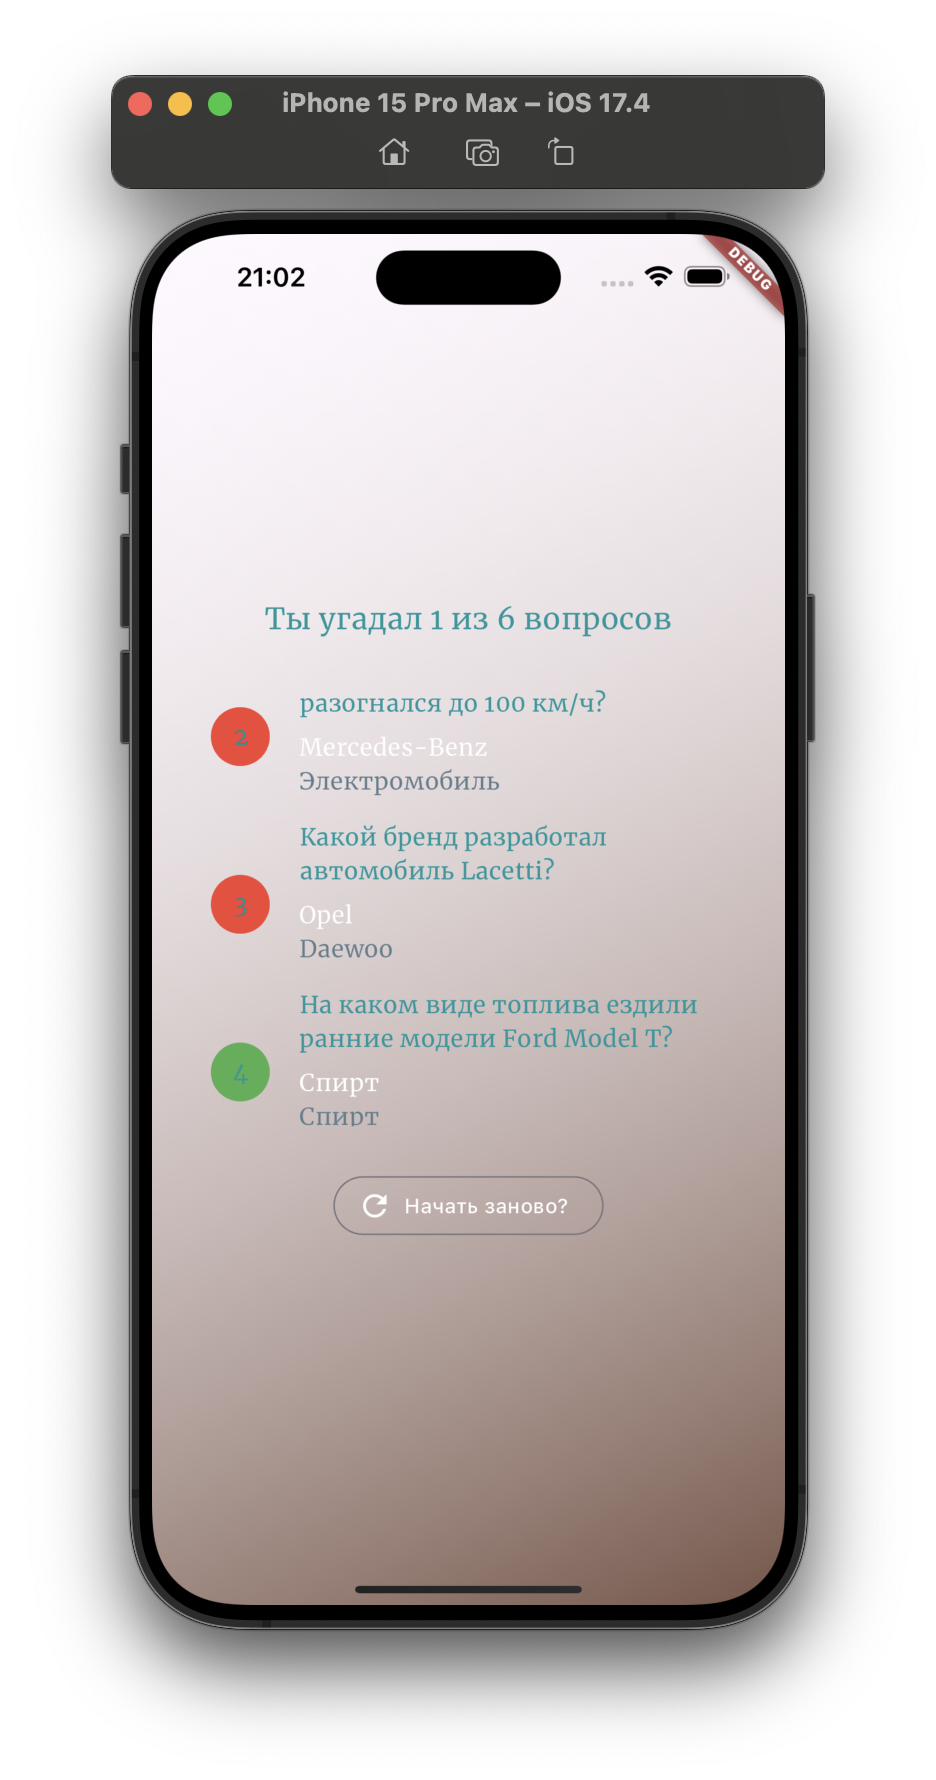 iPhone 15 Pro Max – iOS 17.4
21:02
DEBUG
Ты угадал 1 из 6 вопросов
разогнался до 100 км/ч?
2
Mercedes-Benz
Электромобиль
Какой бренд разработал
автомобиль Lacetti?
3
Opel
Daewoo
На каком виде топлива ездили
ранние модели Ford Model T?
4
Спирт
Спирт
Начать заново?